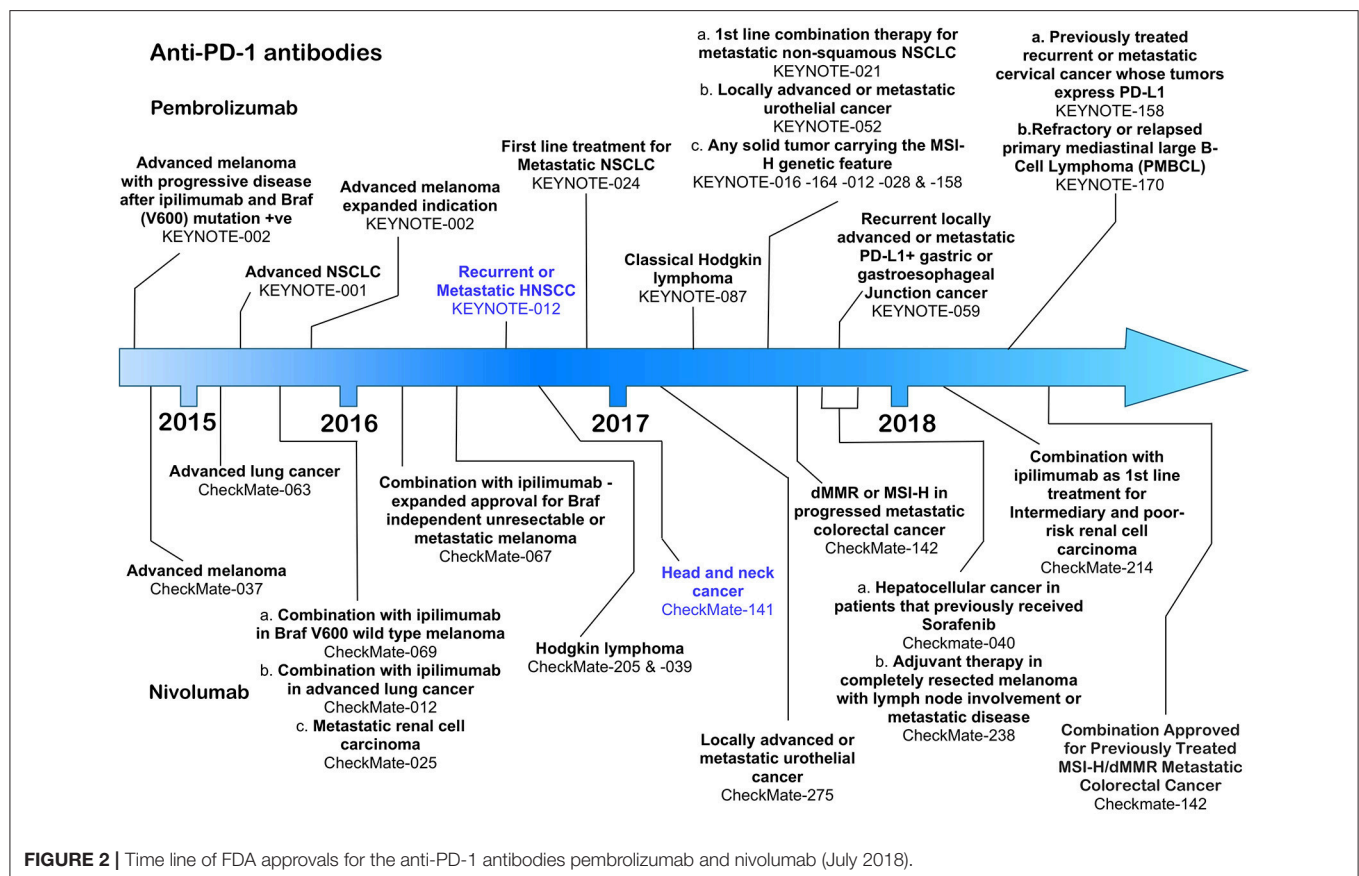 Anti-PD-1 antibodies
Pembrolizumab
Advanced melanoma
with progressive disease
after ipilimumab and Braf
(V600) mutation +ve
KEYNOTE-002
Advanced NSCLC
KEYNOTE-001
Advanced melanoma
expanded indication
KEYNOTE-002
Recurrent or
Metastatic HNSCC
KEYNOTE-012
First line treatment for
Metastatic NSCLC
KEYNOTE-024
Classical Hodgkin
lymphoma
KEYNOTE-087
a. 1st line combination therapy for
metastatic non-squamous NSCLC
KEYNOTE-021
b. Locally advanced or metastatic
urothelial cancer
KEYNOTE-052
c. Any solid tumor carrying the MSI-
H genetic feature
KEYNOTE-016 -164 -012 -028 & -158
Recurrent locally
advanced or metastatic
PD-L1+ gastric or
gastroesophageal
Junction cancer
KEYNOTE-059
a. Previously treated
recurrent or metastatic
cervical cancer whose tumors
express PD-L1
KEYNOTE-158
b.Refractory or relapsed
primary mediastinal large B-
Cell Lymphoma (PMBCL)
KEYNOTE-170
2015
2016
2017
2018
Advanced melanoma
CheckMate-037
Advanced lung cancer
CheckMate-063
a. Combination with ipilimumab
in Braf V600 wild type melanoma
CheckMate-069
b. Combination with ipilimumab
in advanced lung cancer
CheckMate-012
c. Metastatic renal cell
carcinoma
CheckMate-025
Nivolumab
Combination with ipilimumab -
expanded approval for Braf
independent unresectable or
metastatic melanoma
CheckMate-067
Hodgkin lymphoma
CheckMate-205 & -039
Head and neck
cancer
CheckMate-141
Locally advanced or
metastatic urothelial
cancer
CheckMate-275
dMMR or MSI-H in
progressed metastatic
colorectal cancer
CheckMate-142
a. Hepatocellular cancer in
patients that previously received
Sorafenib
Checkmate-040
b. Adjuvant therapy in
completely resected melanoma
with lymph node involvement or
metastatic disease
CheckMate-238
Combination with
ipilimumab as 1st line
treatment for
Intermediary and poor-
risk renal cell
carcinoma
CheckMate-214
Combination Approved
for Previously Treated
MSI-H/dMMR Metastatic
Colorectal Cancer
Checkmate-142
FIGURE 2 | Time line of FDA approvals for the anti-PD-1 antibodies pembrolizumab and nivolumab (July 2018).